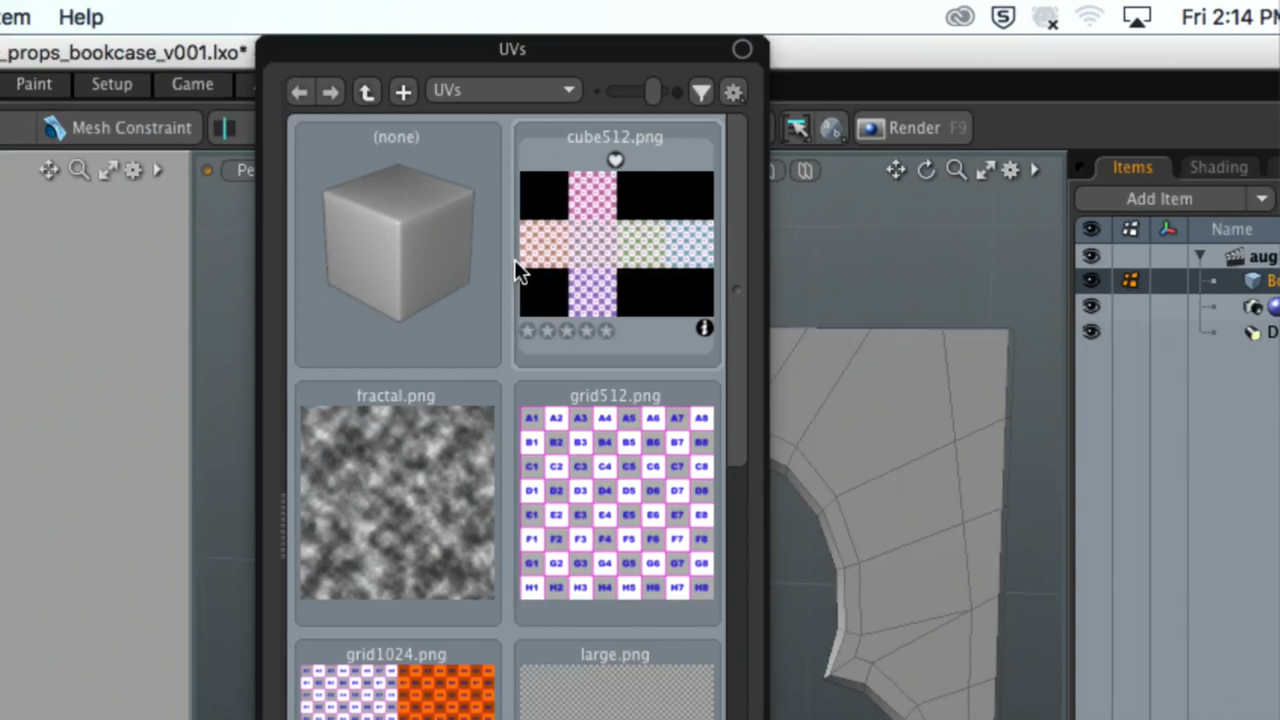 em Help Fri 2:14 PM
_props_bookcase_v001.lxo*
UVs
Paint Setup Game
UVs
Mesh Constraint
Render F9
(none)
cube512.png
Pe
Items Shading
Add Item
Name
aug
D
fractal.png
grid512.png
A1 A2 A3 A4 A5 A6 A7 A8
B1 B2 B3 B4 B5 B6 B7 B8
C1 C2 C3 C4 C5 C6 C7 C8
D1 D2 D3 D4 D5 D6 D7 D8
E1 E2 E3 E4 E5 E6 E7 E8
F1 F2 F3 F4 F5 F6 F7 F8
G1 G2 G3 G4 G5 G6 G7 G8
H1 H2 H3 H4 H5 H6 H7 H8
grid1024.png
large.png